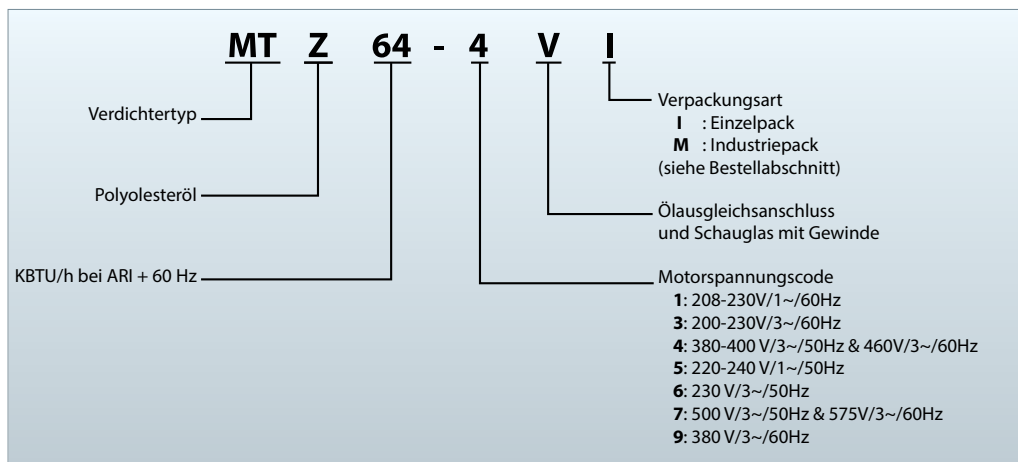 MT Z 64 - 4 V I
Verdichtertyp
Polyolesteröl
KBTU/h bei ARI + 60 Hz
Verpackungsart
I : Einzelpack
M : Industriepack
(siehe Bestellabschnitt)
Ölausgleichsanschluss
und Schauglas mit Gewinde
Motorspannungscode
1: 208-230V/1~/60Hz
3: 200-230V/3~/60Hz
4: 380-400 V/3~/50Hz & 460V/3~/60Hz
5: 220-240 V/1~/50Hz
6: 230 V/3~/50Hz
7: 500 V/3~/50Hz & 575V/3~/60Hz
9: 380 V/3~/60Hz